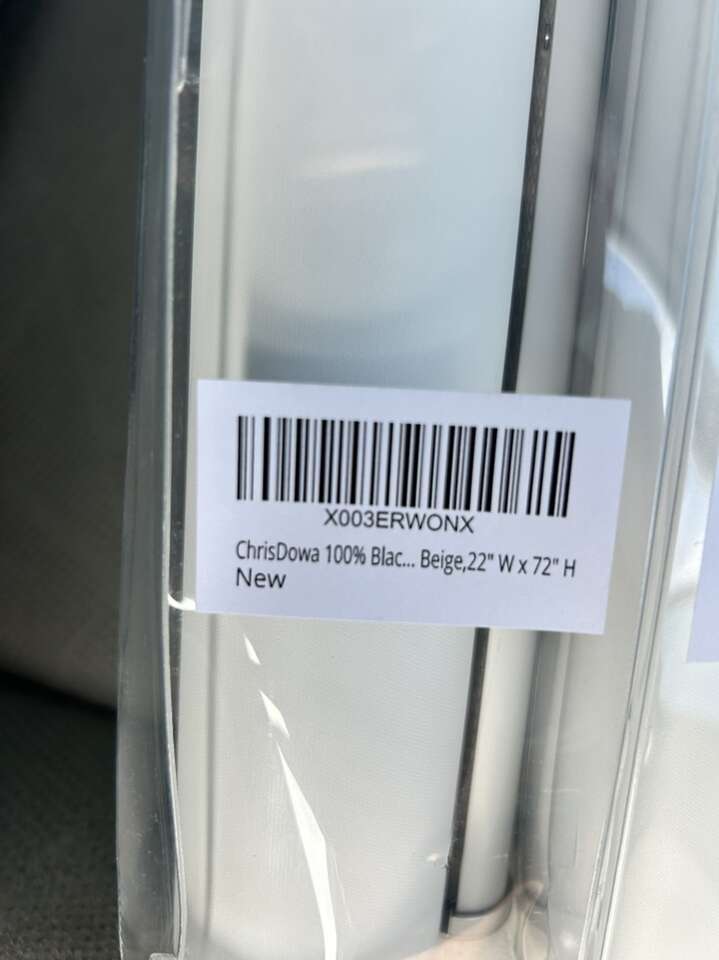 X003ERWONX
ChrisDowa 100% Blac... Beige,22" W x 72" H
New